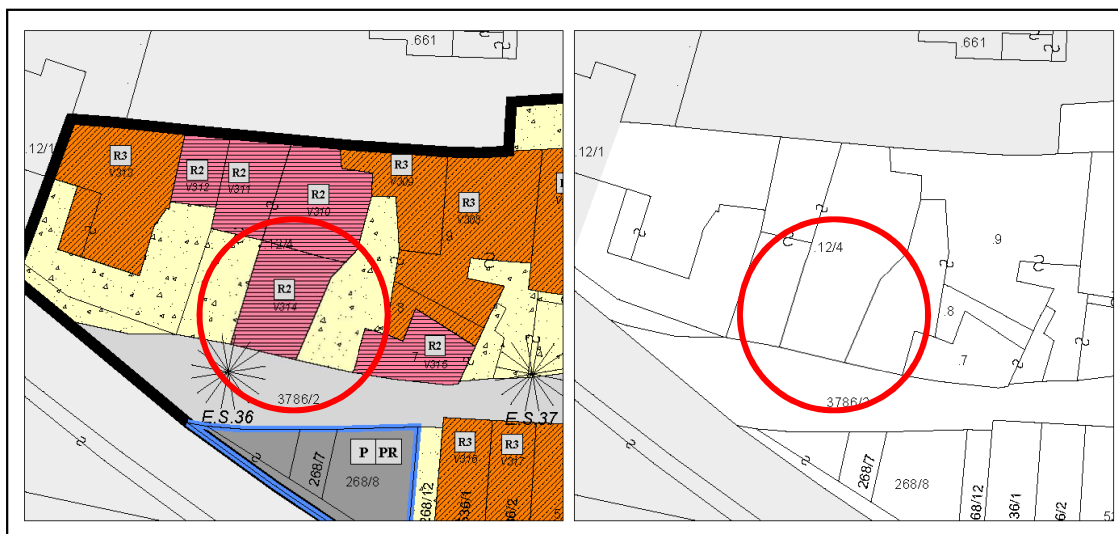 .661
.12/1
R3
V313
R2
V312
R2
V311
R2
V310
R3
V309
R3
.9
.12/4
R2
V314
.8
R2
V315
.7
3786/2
E.S.36
E.S.37
P PR
268/7
268/8
268/12
R3
V316
R3
V317
536/1
.661
.12/1
.12/4
.9
.8
.7
3786/2
268/7
268/8
268/12
36/1
6/2